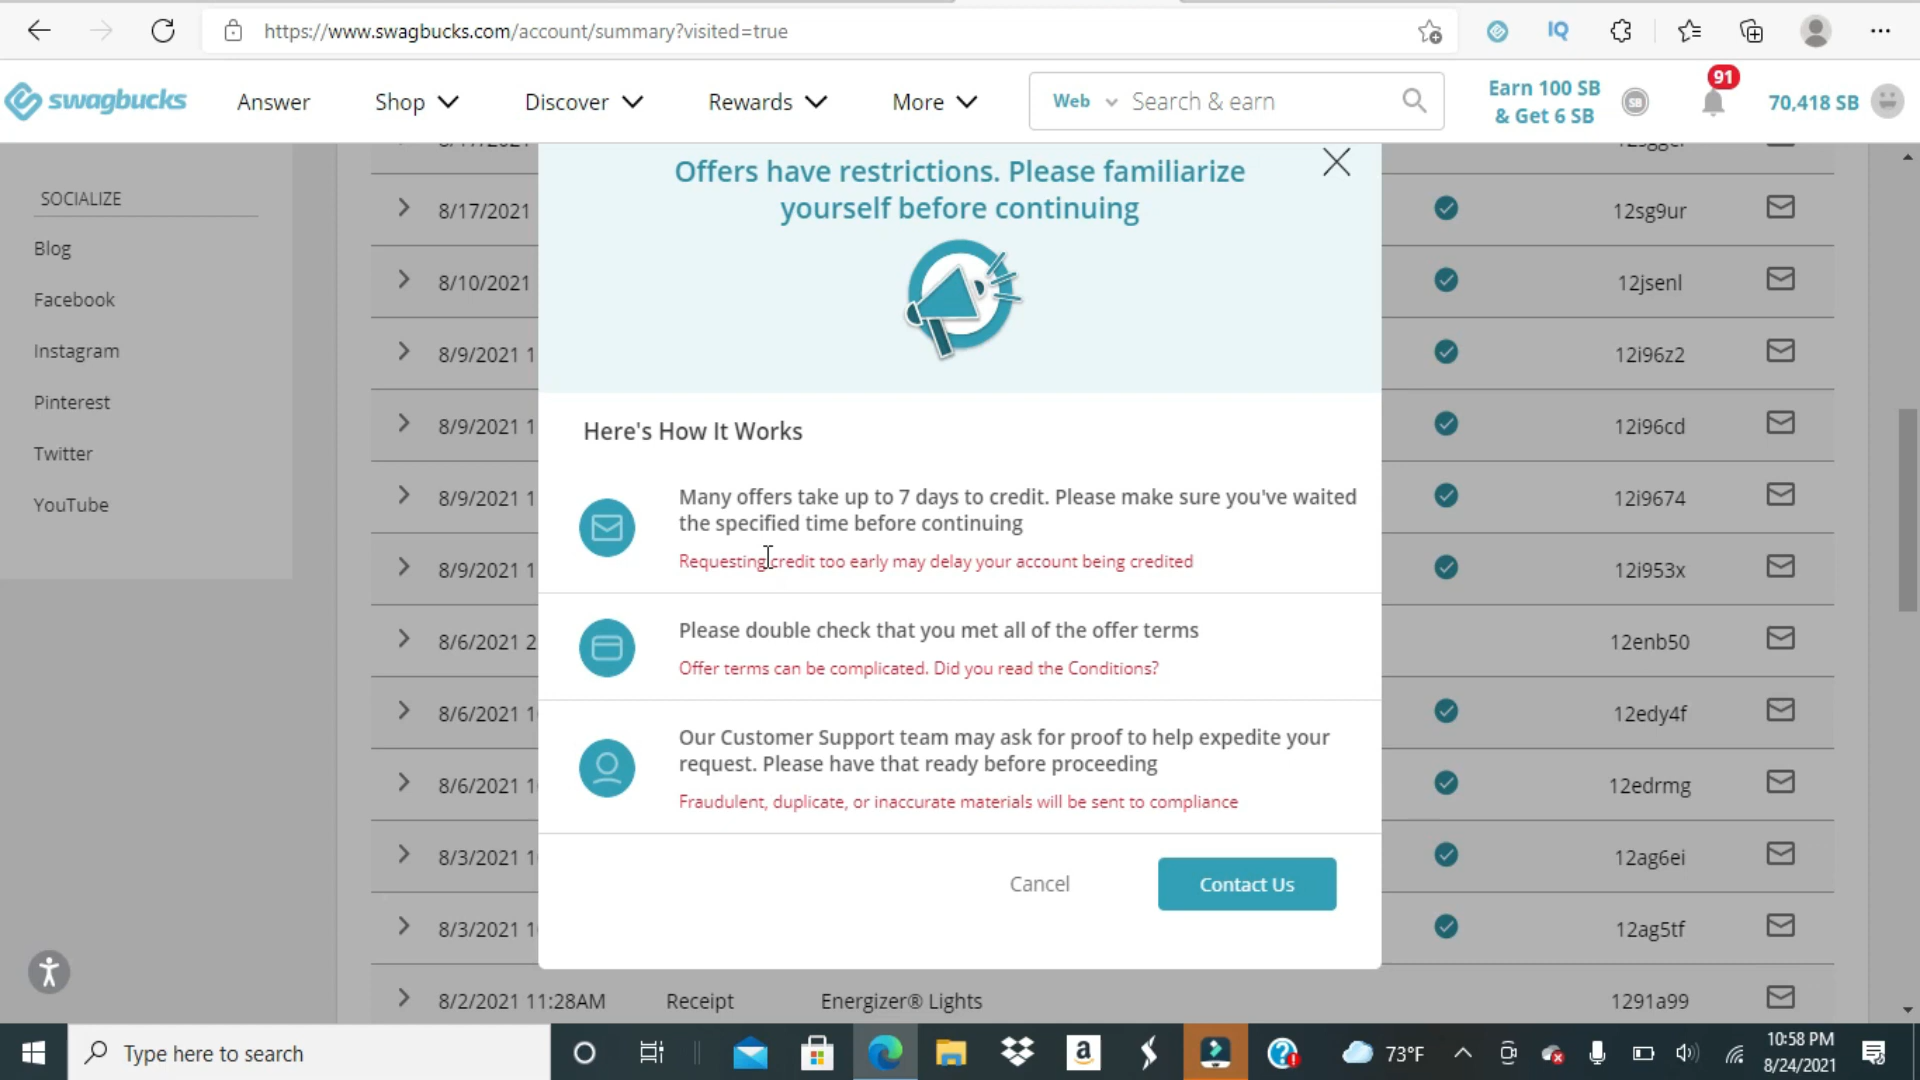 https://www.swagbucks.com/account/summary?visited=true
IQ
swagbucks
Answer
Shop
Discover
Rewards
More
Web
Search & earn
Earn 100 SB
& Get 6 SB
SB
91
70,418 SB
SOCIALIZE
Blog
Facebook
Instagram
Pinterest
Twitter
YouTube
8/17/2021 12sg9ur
8/10/2021 12jsenl
8/9/2021 1 12i96z2
8/9/2021 1 12i96cd
8/9/2021 1 12i9674
8/9/2021 1 12i953x
8/6/2021 2 12enb50
8/6/2021 1 12edy4f
8/6/2021 1 12edrmg
8/3/2021 1 12ag6ei
8/3/2021 1 12ag5tf
8/2/2021 11:28AM Receipt Energizer® Lights 1291a99
Offers have restrictions. Please familiarize
yourself before continuing
Here's How It Works
Many offers take up to 7 days to credit. Please make sure you've waited
the specified time before continuing
Requesting credit too early may delay your account being credited
Please double check that you met all of the offer terms
Offer terms can be complicated. Did you read the Conditions?
Our Customer Support team may ask for proof to help expedite your
request. Please have that ready before proceeding
Fraudulent, duplicate, or inaccurate materials will be sent to compliance
Cancel
Contact Us
Type here to search
73°F
10:58 PM
8/24/2021